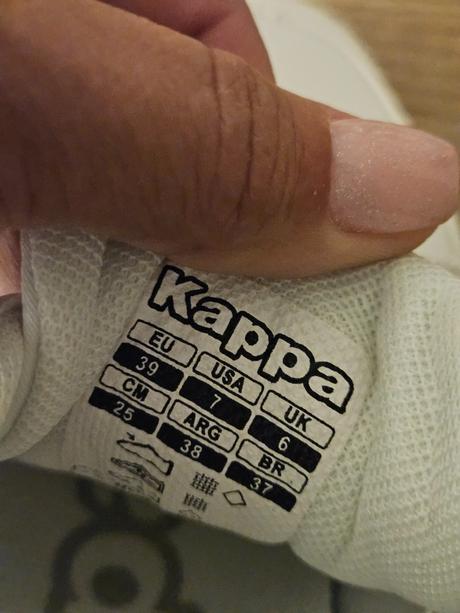 Kappa
EU USA UK
39 7 6
CM ARG BR
25 38 37